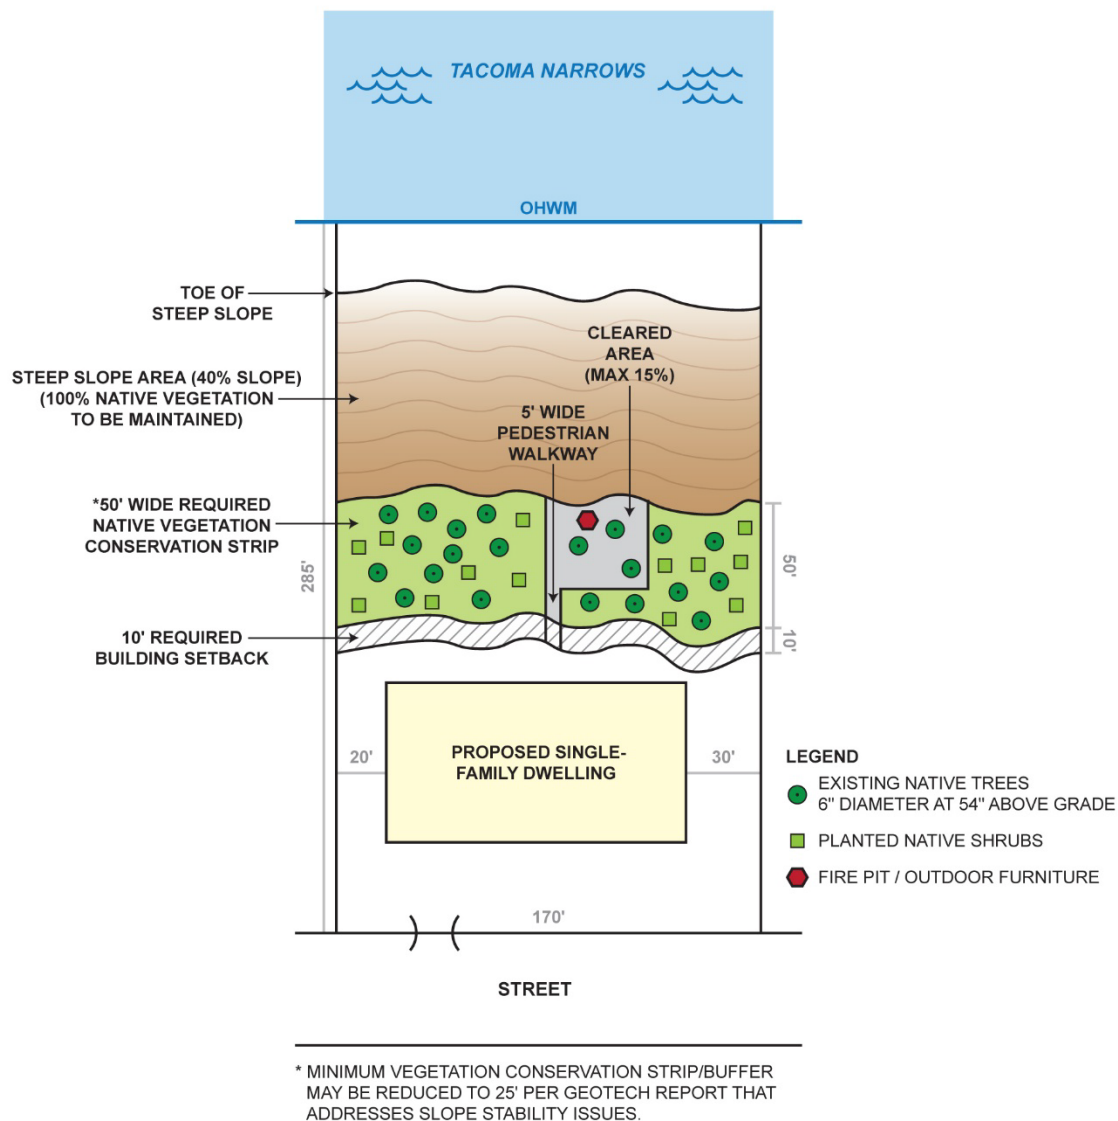 TACOMA NARROWS
OHWM
TOE OF
STEEP SLOPE
CLEARED
AREA
(MAX 15%)
STEEP SLOPE AREA (40% SLOPE)
(100% NATIVE VEGETATION
TO BE MAINTAINED)
5' WIDE
PEDESTRIAN
WALKWAY
*50' WIDE REQUIRED
NATIVE VEGETATION
CONSERVATION STRIP
285'
50'
10' REQUIRED
BUILDING SETBACK
10'
20'
PROPOSED SINGLE-
FAMILY DWELLING
30'
LEGEND
EXISTING NATIVE TREES
6" DIAMETER AT 54" ABOVE GRADE
PLANTED NATIVE SHRUBS
FIRE PIT / OUTDOOR FURNITURE
170'
STREET
* MINIMUM VEGETATION CONSERVATION STRIP/BUFFER
MAY BE REDUCED TO 25' PER GEOTECH REPORT THAT
ADDRESSES SLOPE STABILITY ISSUES.